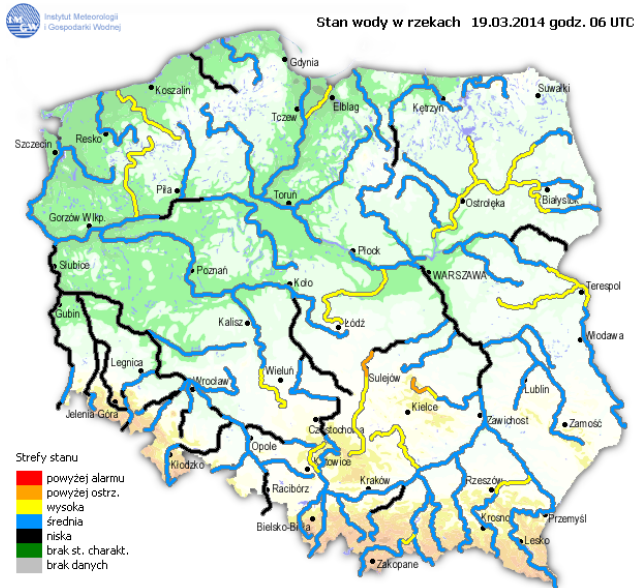 Instytut Meteorologii
i Gospodarki Wodnej
Stan wody w rzekach 19.03.2014 godz. 06 UTC
IMGW
Gdynia
Suwałki
Koszalin
Elbląg
Kętrzyn
Tczew
Resko
Szczecin
Piła
Toruń
Ostrołęka
Białystok
Gorzów Wlkp.
Płock
Słubice
Poznań
WARSZAWA
Koło
Terespol
Gubin
Kalisz
Łódź
Włodawa
Legnica
Wieluń
Sulejów
Wrocław
Lublin
Jelenia Góra
Kielce
Zawichost
Zamość
Częstochowa
Opole
Kłodzko
Katowice
Strefy stanu
Racibórz
Kraków
Rzeszów
powyżej alarmu
powyżej ostrz.
wysoka
Krosno
Przemyśl
średnia
Bielsko-Biała
niska
Lesko
brak st. charakt.
Zakopane
brak danych